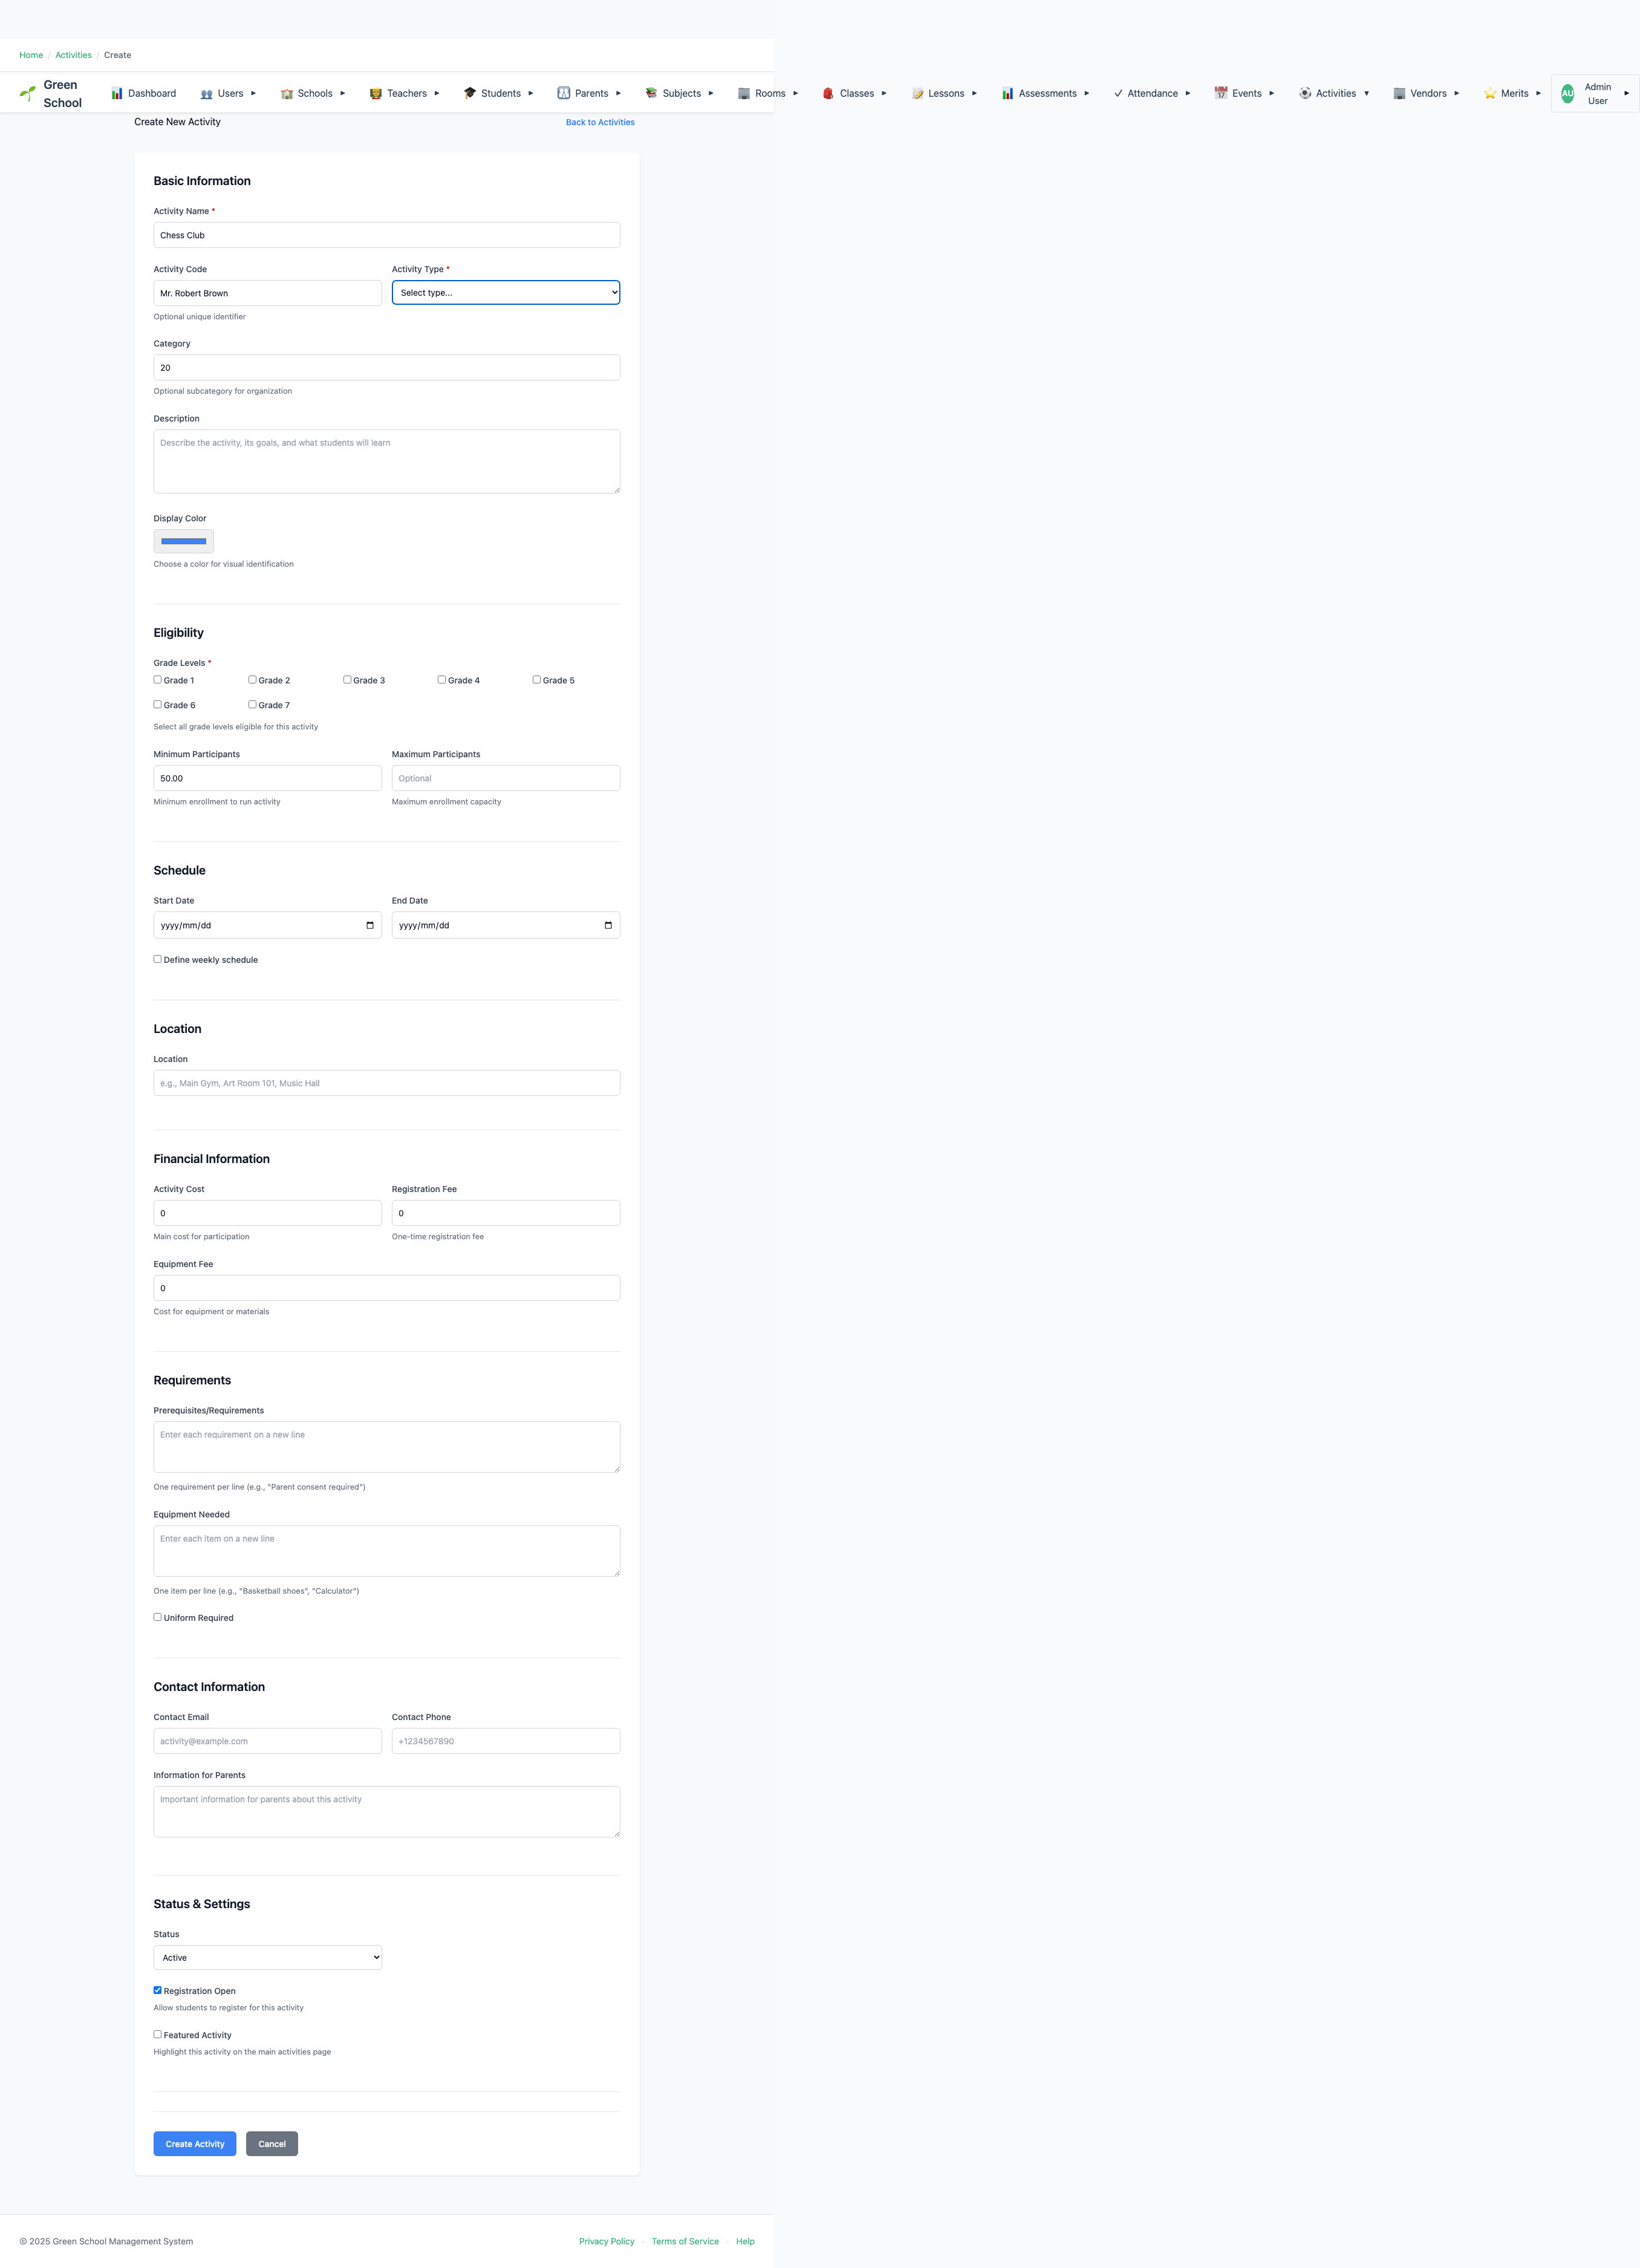 Home / Activities / Create
Green School
Dashboard Users Schools Teachers Students Parents Subjects Rooms Classes Lessons Assessments Attendance Events Activities Vendors Merits AU Admin User
Create New Activity Back to Activities
Basic Information
Activity Name *
Chess Club
Activity Code Activity Type *
Mr. Robert Brown Select type...
Optional unique identifier
Category
20
Optional subcategory for organization
Description
Describe the activity, its goals, and what students will learn
Display Color
Choose a color for visual identification
Eligibility
Grade Levels *
Grade 1 Grade 2 Grade 3 Grade 4 Grade 5
Grade 6 Grade 7
Select all grade levels eligible for this activity
Minimum Participants Maximum Participants
50.00 Optional
Minimum enrollment to run activity Maximum enrollment capacity
Schedule
Start Date End Date
yyyy/mm/dd yyyy/mm/dd
Define weekly schedule
Location
Location
e.g., Main Gym, Art Room 101, Music Hall
Financial Information
Activity Cost Registration Fee
0 0
Main cost for participation One-time registration fee
Equipment Fee
0
Cost for equipment or materials
Requirements
Prerequisites/Requirements
Enter each requirement on a new line
One requirement per line (e.g., "Parent consent required")
Equipment Needed
Enter each item on a new line
One item per line (e.g., "Basketball shoes", "Calculator")
Uniform Required
Contact Information
Contact Email Contact Phone
activity@example.com +1234567890
Information for Parents
Important information for parents about this activity
Status & Settings
Status
Active
Registration Open
Allow students to register for this activity
Featured Activity
Highlight this activity on the main activities page
Create Activity Cancel
© 2025 Green School Management System Privacy Policy · Terms of Service · Help